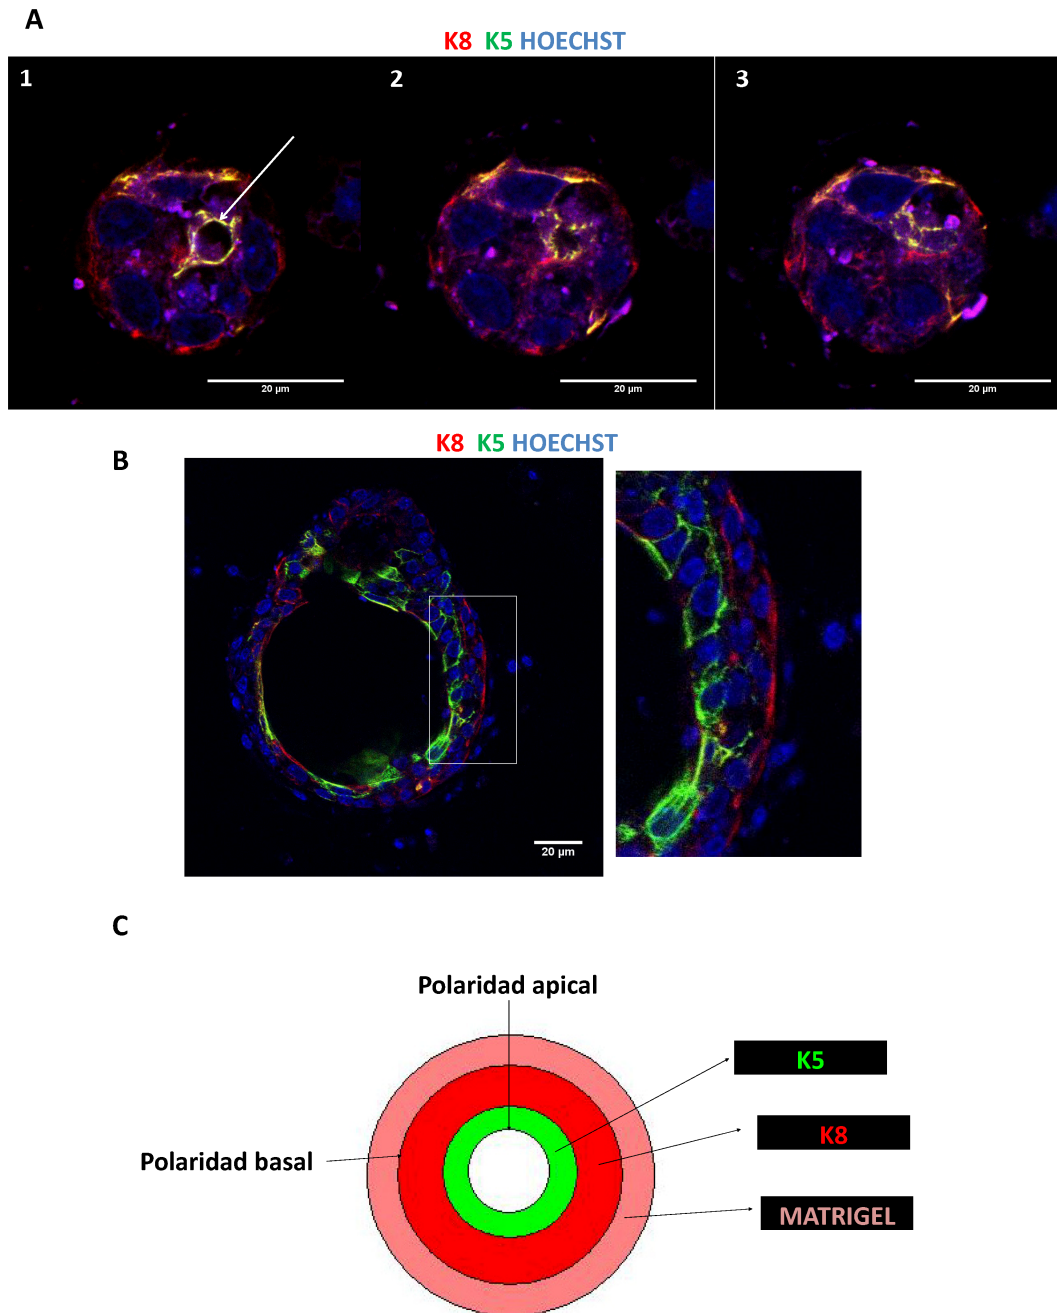 A
K8 K5 HOECHST
1
2
3
20 µm
20 µm
20 µm
K8 K5 HOECHST
B
20 µm
C
Polaridad apical
K5
K8
Polaridad basal
MATRIGEL